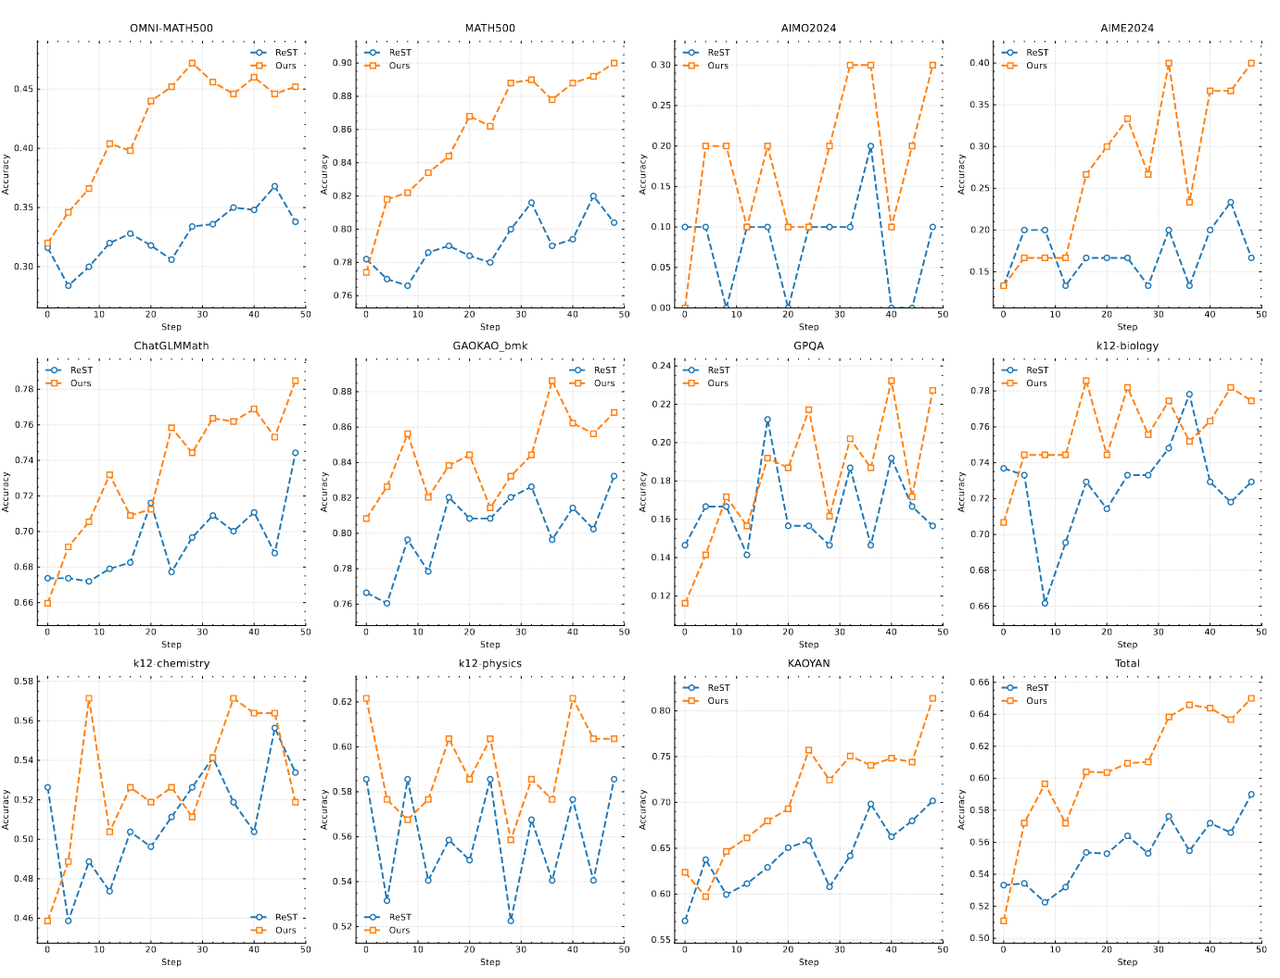 OMNI-MATH500
ReST
Ours
0.45
0.40
0.35
0.30
Accuracy
0 10 20 30 40 50
Step
MATH500
ReST
Ours
0.90
0.88
0.86
0.84
0.82
0.80
0.78
0.76
Accuracy
0 10 20 30 40 50
Step
AIMO2024
ReST
Ours
0.30
0.25
0.20
0.15
0.10
0.05
0.00
Accuracy
0 10 20 30 40 50
Step
AIME2024
ReST
Ours
0.40
0.35
0.30
0.25
0.20
0.15
Accuracy
0 10 20 30 40 50
Step
ChatGLMMath
ReST
Ours
0.78
0.76
0.74
0.72
0.70
0.68
0.66
Accuracy
0 10 20 30 40 50
Step
GAOKAO_bmk
ReST
Ours
0.88
0.86
0.84
0.82
0.80
0.78
0.76
Accuracy
0 10 20 30 40 50
Step
GPQA
ReST
Ours
0.24
0.22
0.20
0.18
0.16
0.14
0.12
Accuracy
0 10 20 30 40 50
Step
k12-biology
ReST
Ours
0.78
0.76
0.74
0.72
0.70
0.68
0.66
Accuracy
0 10 20 30 40 50
Step
k12-chemistry
0.58
0.56
0.54
0.52
0.50
0.48
0.46
Accuracy
ReST
Ours
0 10 20 30 40 50
Step
k12-physics
0.62
0.60
0.58
0.56
0.54
0.52
Accuracy
ReST
Ours
0 10 20 30 40 50
Step
KAOYAN
ReST
Ours
0.80
0.75
0.70
0.65
0.60
0.55
Accuracy
0 10 20 30 40 50
Step
Total
ReST
Ours
0.66
0.64
0.62
0.60
0.58
0.56
0.54
0.52
0.50
Accuracy
0 10 20 30 40 50
Step